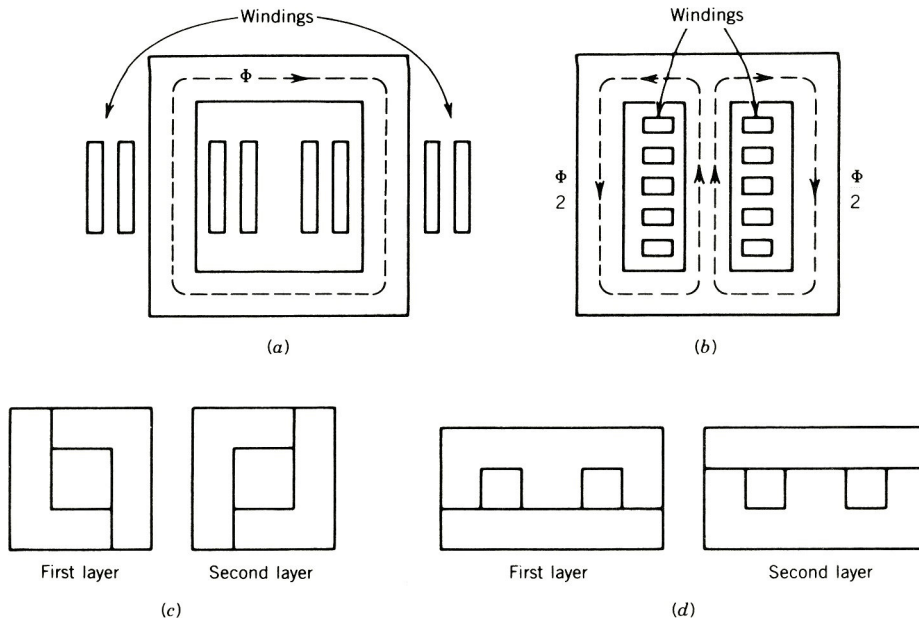 Windings
Φ
(a)
Windings
Φ
2
Φ
2
(b)
First layer
Second layer
(c)
First layer
Second layer
(d)